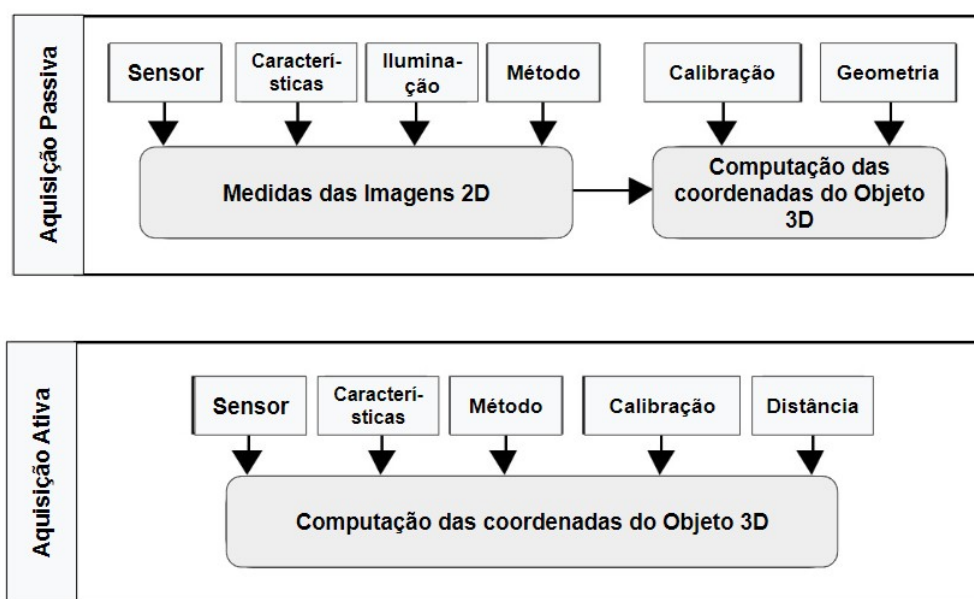 Aquisição Passiva
Sensor
Caracterí-
sticas
Ilumina-
ção
Método
Calibração
Geometria
Medidas das Imagens 2D
Computação das
coordenadas do Objeto
3D
Aquisição Ativa
Sensor
Caracterí-
sticas
Método
Calibração
Distância
Computação das coordenadas do Objeto 3D